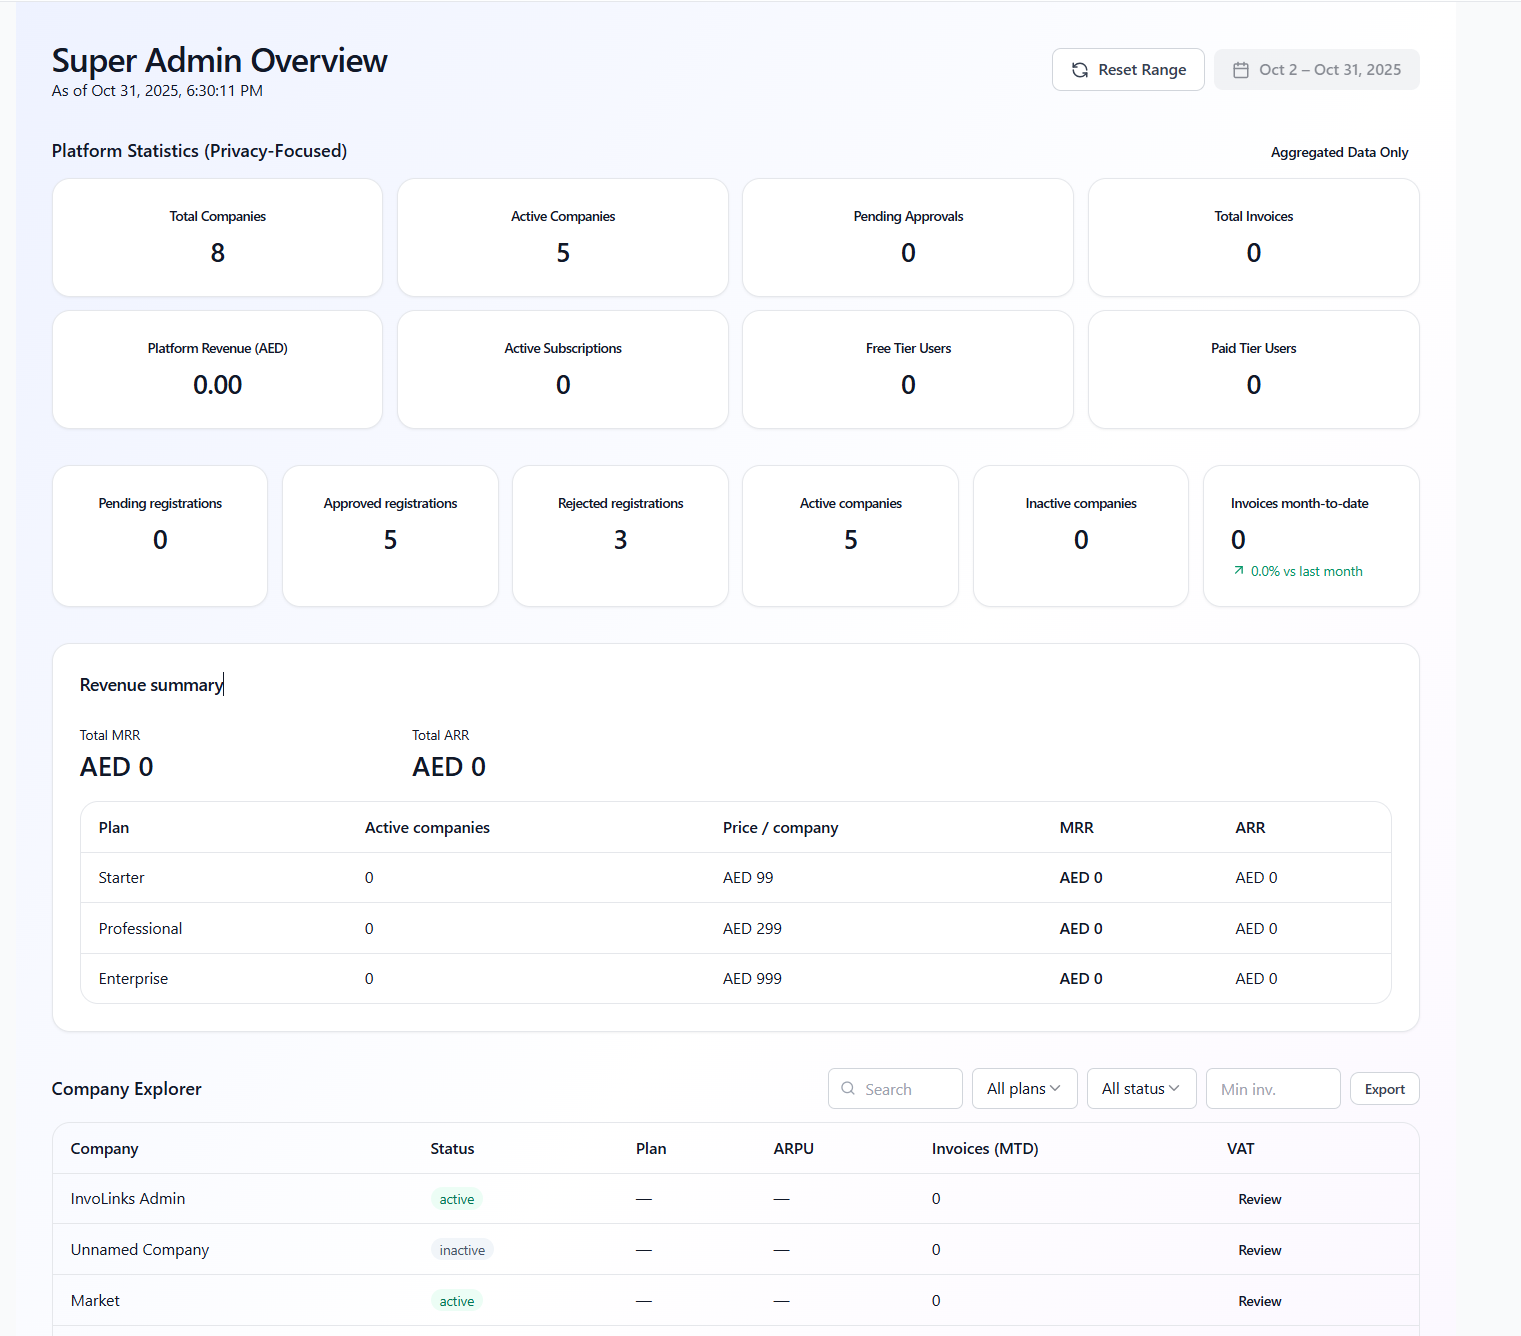 Super Admin Overview
As of Oct 31, 2025, 6:30:11 PM
Reset Range
Oct 2 – Oct 31, 2025
Platform Statistics (Privacy-Focused)
Aggregated Data Only
Total Companies
8
Active Companies
5
Pending Approvals
0
Total Invoices
0
Platform Revenue (AED)
0.00
Active Subscriptions
0
Free Tier Users
0
Paid Tier Users
0
Pending registrations
0
Approved registrations
5
Rejected registrations
3
Active companies
5
Inactive companies
0
Invoices month-to-date
0
0.0% vs last month
Revenue summary
Total MRR
AED 0
Total ARR
AED 0
Plan Active companies Price / company MRR ARR
Starter 0 AED 99 AED 0 AED 0
Professional 0 AED 299 AED 0 AED 0
Enterprise 0 AED 999 AED 0 AED 0
Company Explorer
Search
All plans
All status
Min inv.
Export
Company Status Plan ARPU Invoices (MTD) VAT
InvoLinks Admin active — — 0 Review
Unnamed Company inactive — — 0 Review
Market active — — 0 Review